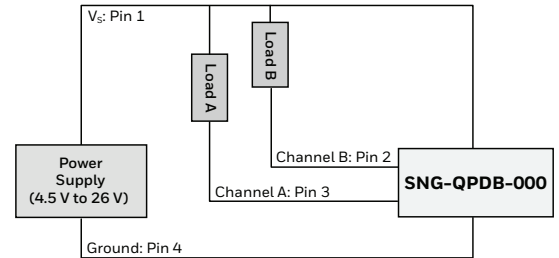 Vs: Pin 1
Load A
Load B
Channel B: Pin 2
Power
Supply
(4.5 V to 26 V)
SNG-QPDB-000
Channel A: Pin 3
Ground: Pin 4